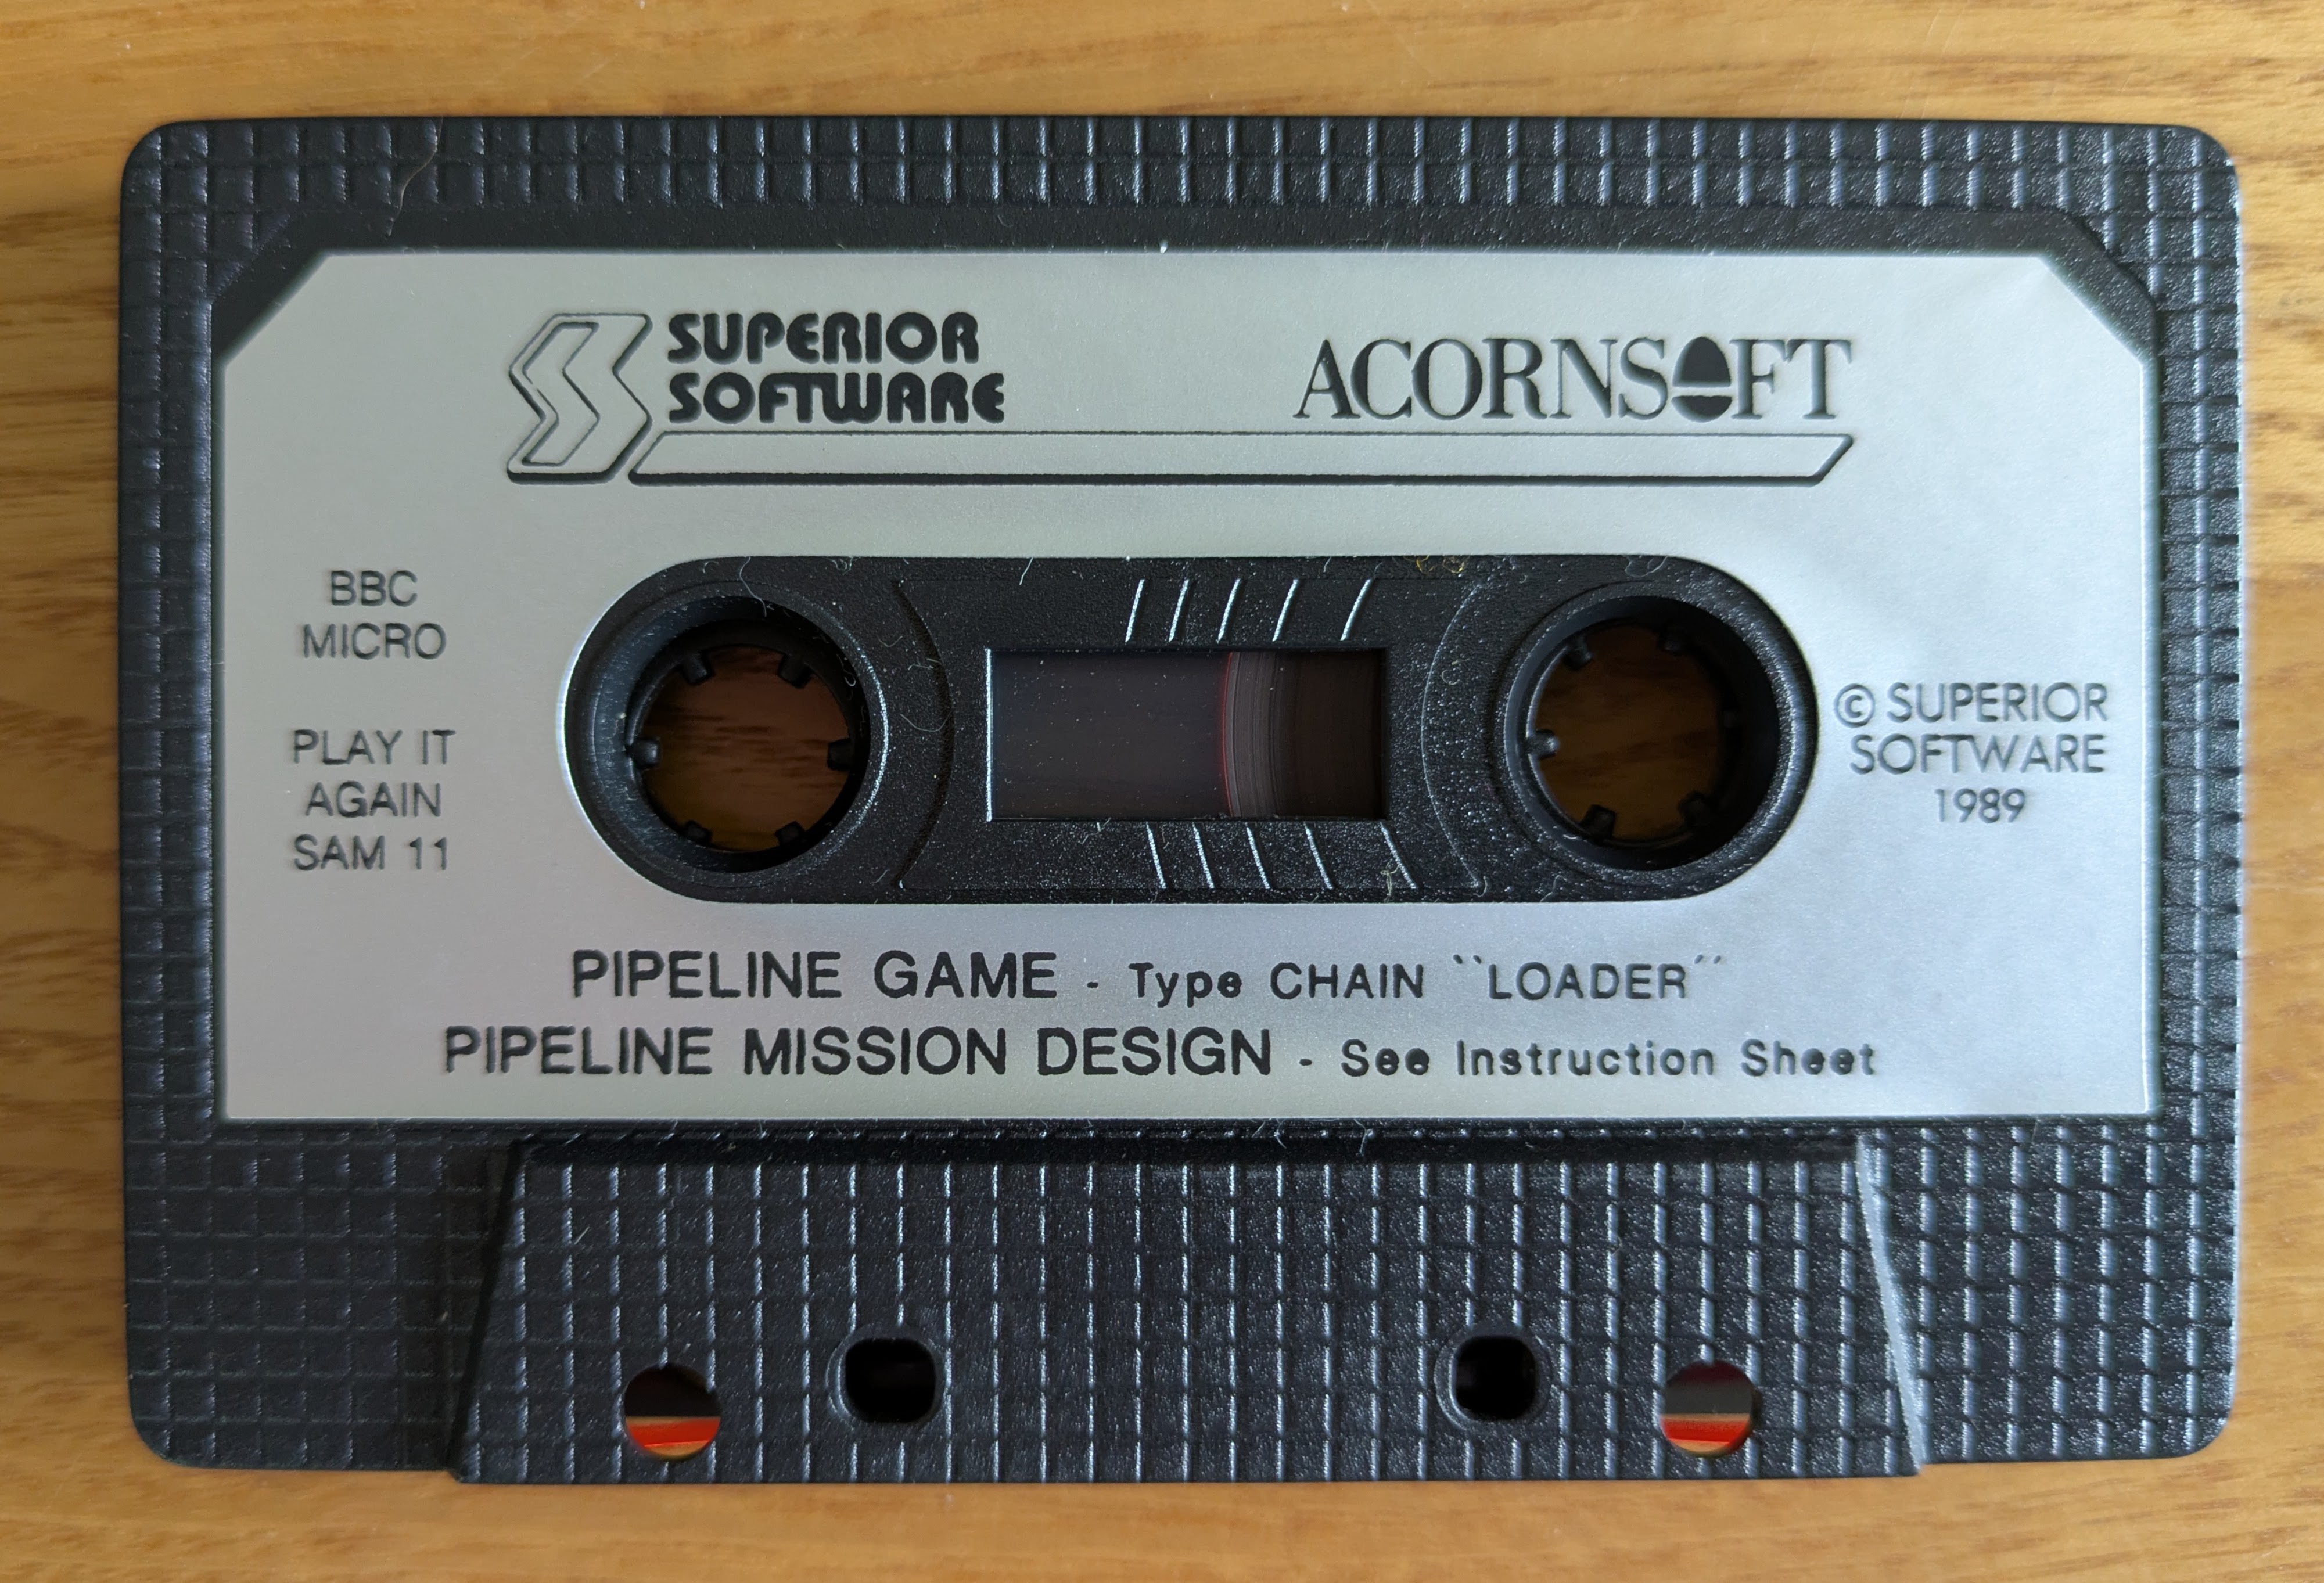 SUPERIOR
SOFTWARE
ACORNSOFT
BBC
MICRO
PLAY IT
AGAIN
SAM 11
© SUPERIOR
SOFTWARE
1989
PIPELINE GAME - Type CHAIN ``LOADER´´
PIPELINE MISSION DESIGN - See Instruction Sheet